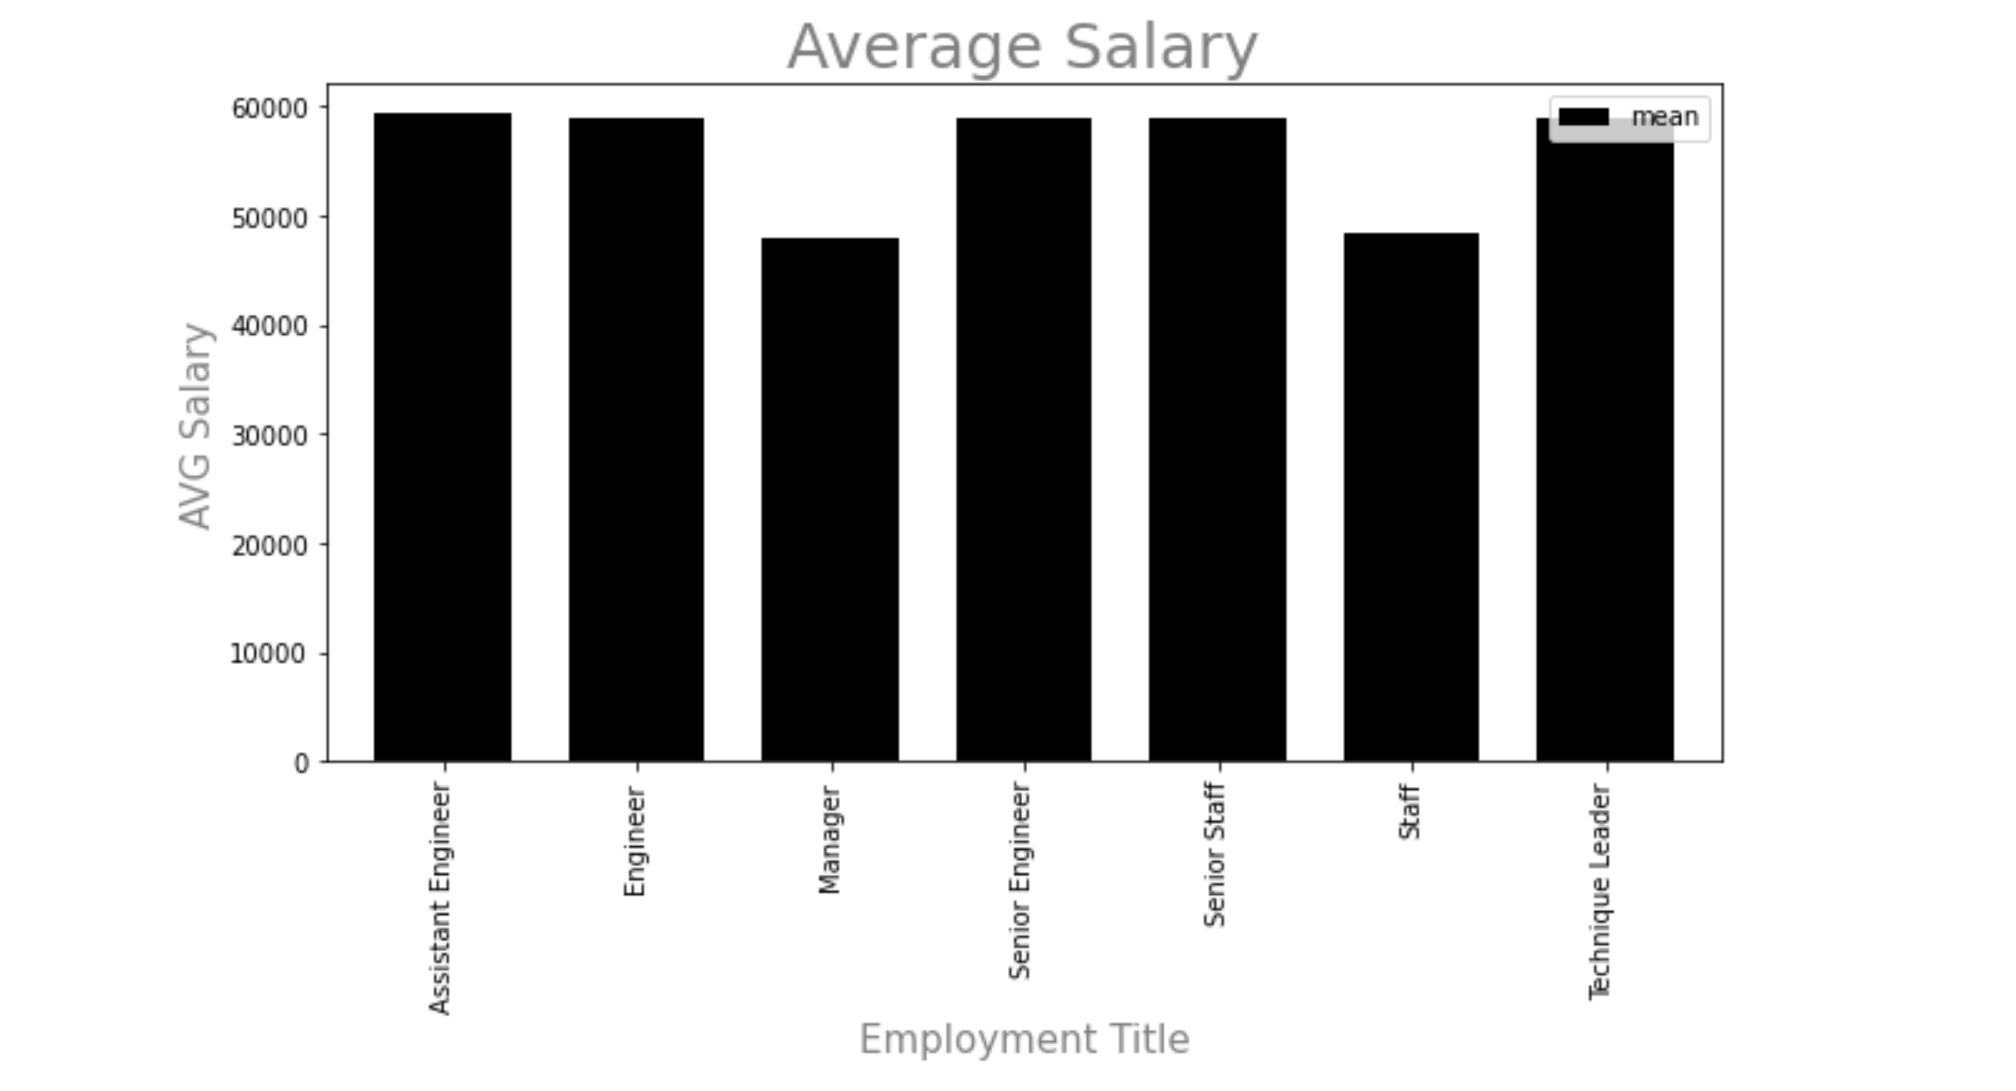 Average Salary
mean
60000
50000
40000
30000
20000
10000
0
AVG Salary
Assistant Engineer
Engineer
Manager
Senior Engineer
Senior Staff
Staff
Technique Leader
Employment Title